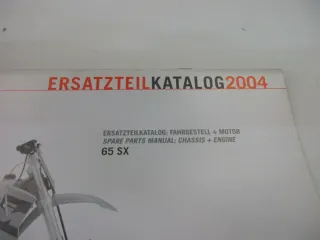 ERSATZTEILKATALOG2004
ERSATZTEILKATALOG: FAHRGESTELL + MOTOR
SPARE PARTS MANUAL: CHASSIS + ENGINE
65 SX